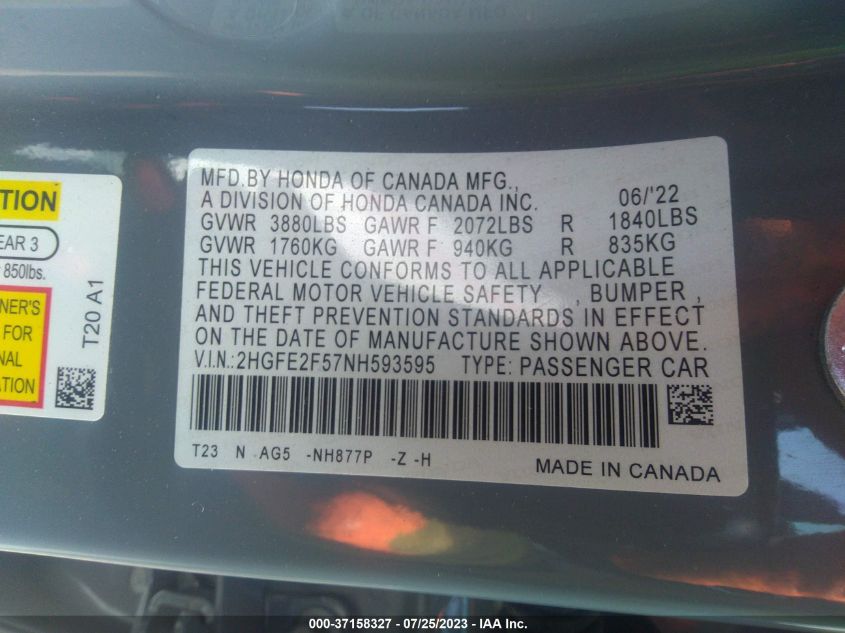 MFD.BY HONDA OF CANADA MFG.,
A DIVISION OF HONDA CANADA INC. 06/'22
GVWR 3880LBS GAWR F 2072LBS R 1840LBS
GVWR 1760KG GAWR F 940KG R 835KG
THIS VEHICLE CONFORMS TO ALL APPLICABLE
FEDERAL MOTOR VEHICLE SAFETY , BUMPER ,
AND THEFT PREVENTION STANDARDS IN EFFECT
ON THE DATE OF MANUFACTURE SHOWN ABOVE.
V.I.N.:2HGFE2F57NH593595 TYPE: PASSENGER CAR
T23 N AG5 -NH877P -Z -H
MADE IN CANADA
TION
EAR 3
850lbs.
NER'S
FOR
NAL
ATION
T20 A1
000-37158327 / 07/25/2023 / IAA Inc.